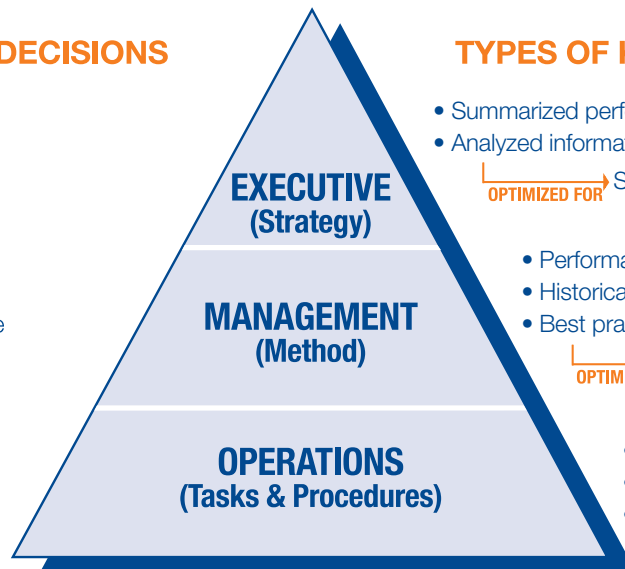 DECISIONS
TYPES OF
• Summarized perf
• Analyzed informa
OPTIMIZED FOR
EXECUTIVE
(Strategy)
• Performa
• Historica
• Best pra
MANAGEMENT
(Method)
OPTIM
OPERATIONS
(Tasks & Procedures)